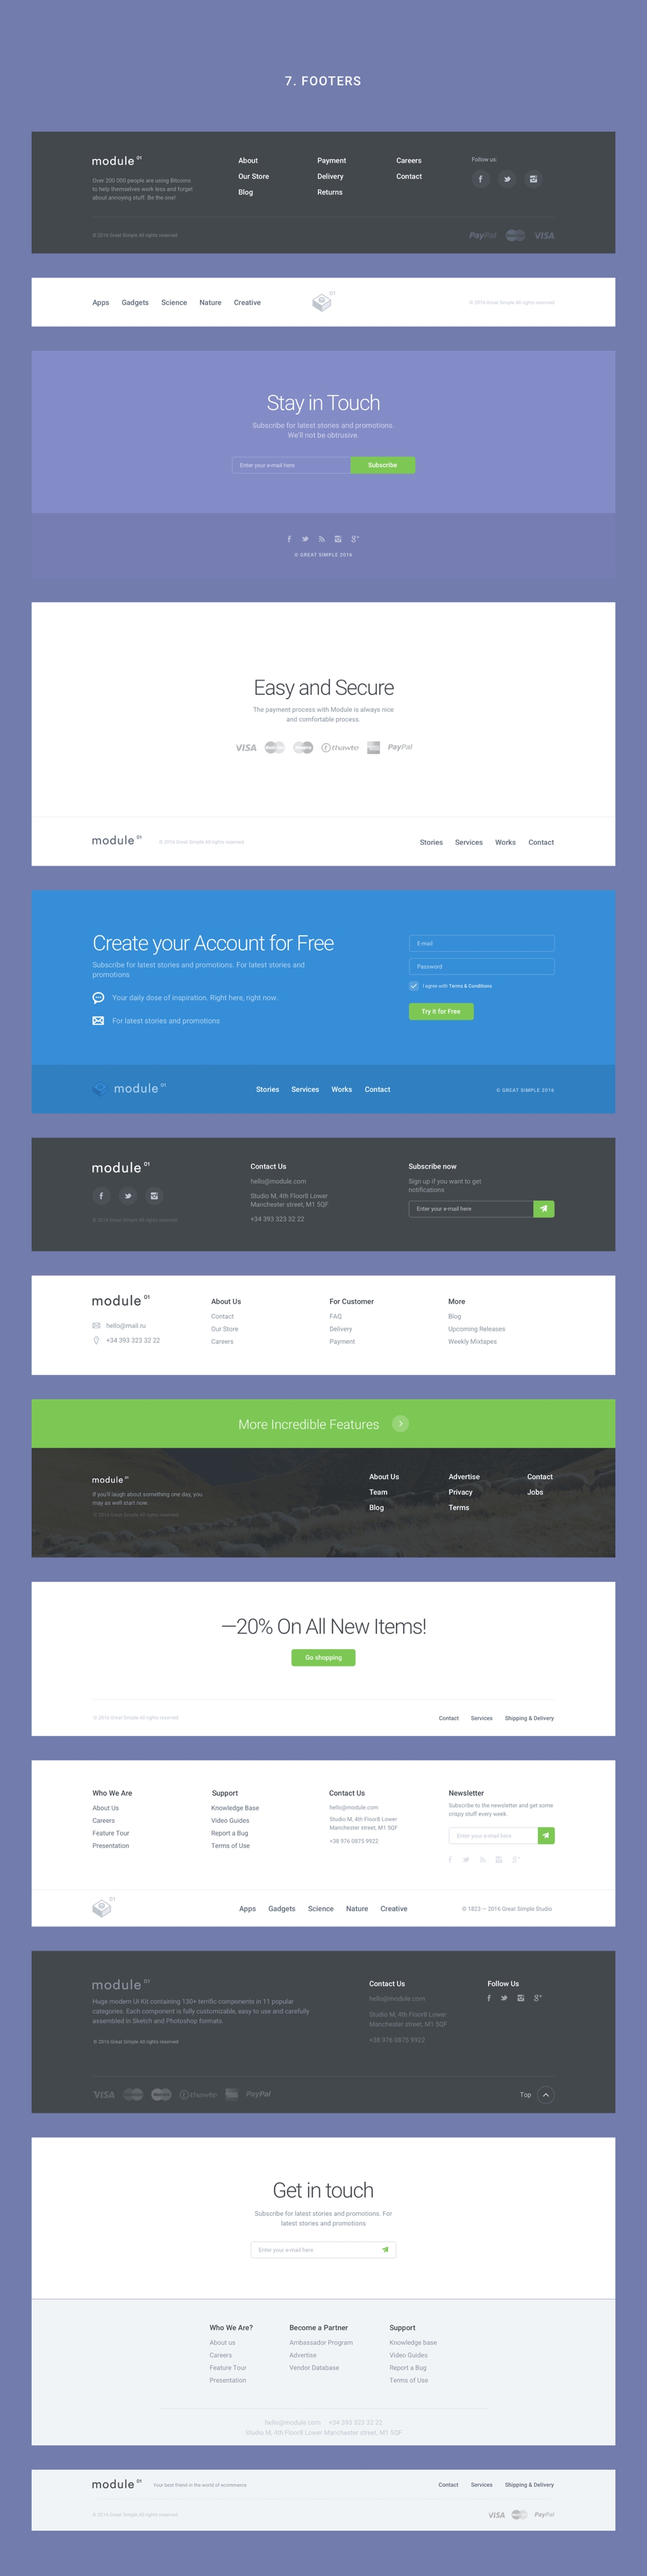 7. FOOTERS
module 01
Over 200 000 people are using Bitcoins
to help themselves work less and forget
about annoying stuff. Be the one!
About
Our Store
Blog
Payment
Delivery
Returns
Careers
Contact
Follow us:
© 2016 Great Simple All rights reserved
PayPal VISA
Apps Gadgets Science Nature Creative
01
© 2016 Great Simple All rights reserved
Stay in Touch
Subscribe for latest stories and promotions.
We'll not be obtrusive.
Enter your e-mail here
Subscribe
© GREAT SIMPLE 2016
Easy and Secure
The payment process with Module is always nice
and comfortable process.
VISA thawte PayPal
module 01
© 2016 Great Simple All rights reserved
Stories Services Works Contact
Create your Account for Free
Subscribe for latest stories and promotions. For latest stories and
promotions
Your daily dose of inspiration. Right here, right now.
For latest stories and promotions
E-mail
Password
I agree with Terms & Conditions
Try it for Free
module 01
Stories Services Works Contact
© GREAT SIMPLE 2016
module 01
© 2016 Great Simple All rights reserved
Contact Us
hello@module.com
Studio M, 4th Floor8 Lower
Manchester street, M1 5QF
+34 393 323 32 22
Subscribe now
Sign up if you want to get
notifications
Enter your e-mail here
module 01
hello@mail.ru
+34 393 323 32 22
About Us
Contact
Our Store
Careers
For Customer
FAQ
Delivery
Payment
More
Blog
Upcoming Releases
Weekly Mixtapes
More Incredible Features
module 01
If you'll laugh about something one day, you
may as well start now.
© 2016 Great Simple All rights reserved
About Us
Team
Blog
Advertise
Privacy
Terms
Contact
Jobs
—20% On All New Items!
Go shopping
© 2016 Great Simple All rights reserved
Contact Services Shipping & Delivery
Who We Are
About Us
Careers
Feature Tour
Presentation
Support
Knowledge Base
Video Guides
Report a Bug
Terms of Use
Contact Us
hello@module.com
Studio M, 4th Floor8 Lower
Manchester street, M1 5QF
+38 976 0875 9922
Newsletter
Subscribe to the newsletter and get some
crispy stuff every week.
Enter your e-mail here
01
Apps Gadgets Science Nature Creative
© 1823 — 2016 Great Simple Studio
module 01
Huge modern UI Kit containing 130+ terrific components in 11 popular
categories. Each component is fully customizable, easy to use and carefully
assembled in Sketch and Photoshop formats.
© 2016 Great Simple All rights reserved
Contact Us
hello@module.com
Studio M, 4th Floor8 Lower
Manchester street, M1 5QF
+38 976 0875 9922
Follow Us
VISA thawte PayPal
Top
Get in touch
Subscribe for latest stories and promotions. For
latest stories and promotions
Enter your e-mail here
Who We Are?
About us
Careers
Feature Tour
Presentation
Become a Partner
Ambassador Program
Advertise
Vendor Database
Support
Knowledge base
Video Guides
Report a Bug
Terms of Use
hello@module.com +34 393 323 32 22
Studio M, 4th Floor8 Lower Manchester street, M1 5QF
module 01
Your best friend in the world of ecommerce
Contact Services Shipping & Delivery
© 2016 Great Simple All rights reserved
VISA PayPal